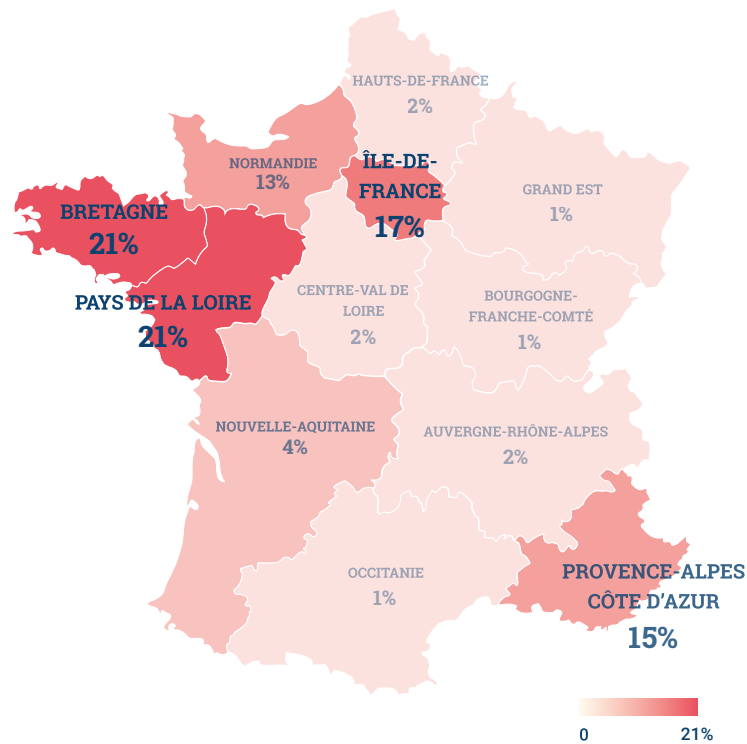 HAUTS-DE-FRANCE
2%
NORMANDIE
13%
ÎLE-DE-
FRANCE
17%
GRAND EST
1%
BRETAGNE
21%
PAYS DE LA LOIRE
21%
CENTRE-VAL DE
LOIRE
2%
BOURGOGNE-
FRANCHE-COMTÉ
1%
NOUVELLE-AQUITAINE
4%
AUVERGNE-RHÔNE-ALPES
2%
OCCITANIE
1%
PROVENCE-ALPES
CÔTE D'AZUR
15%
0
21%